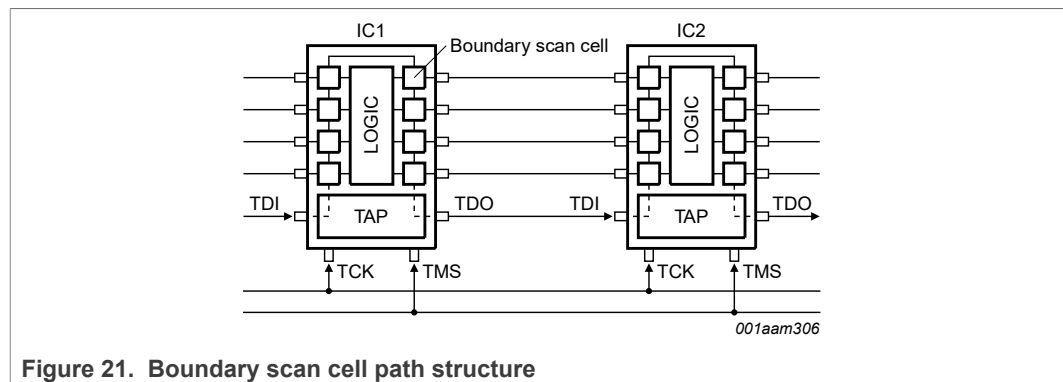 IC1
IC2
Boundary scan cell
LOGIC
LOGIC
TDI
TAP
TDO
TDI
TAP
TDO
TCK
TMS
TCK
TMS
001aam306
Figure 21. Boundary scan cell path structure